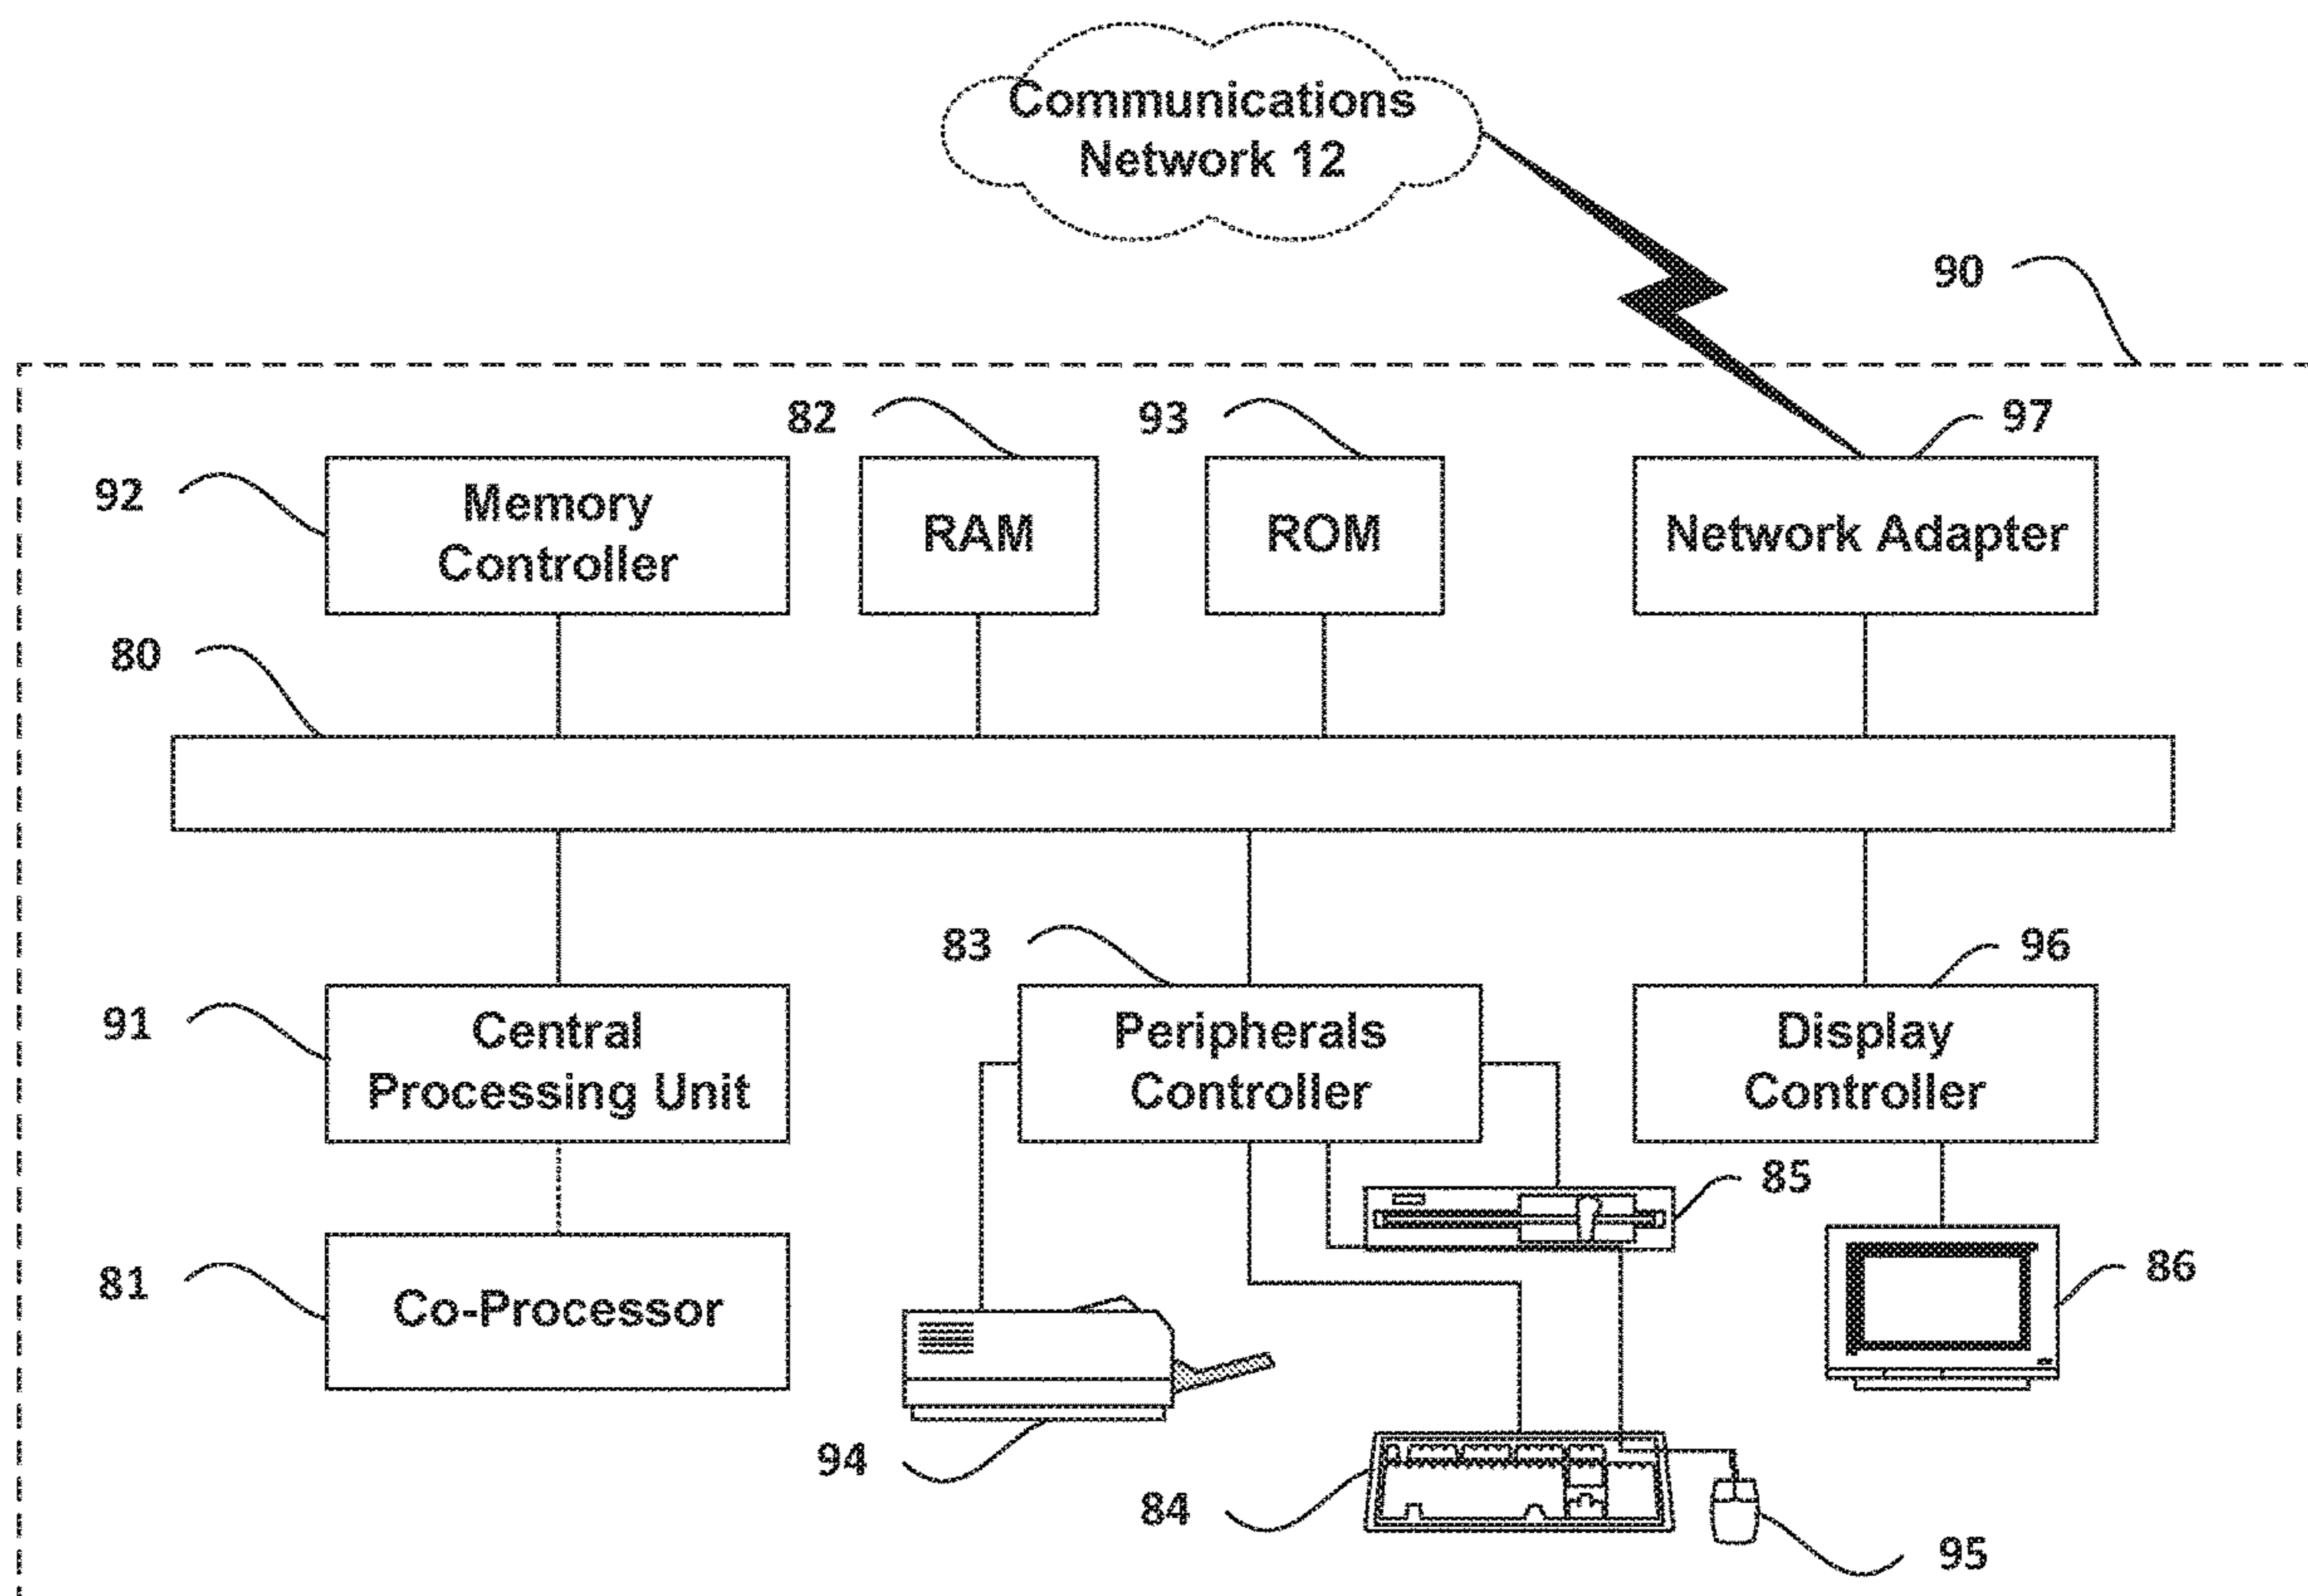 Communications
Network 12
90
82
93
97
92
Memory
Controller
RAM
ROM
Network Adapter
80
83
96
91
Central
Processing Unit
Peripherals
Controller
Display
Controller
85
81
Co-Processor
86
94
84
95